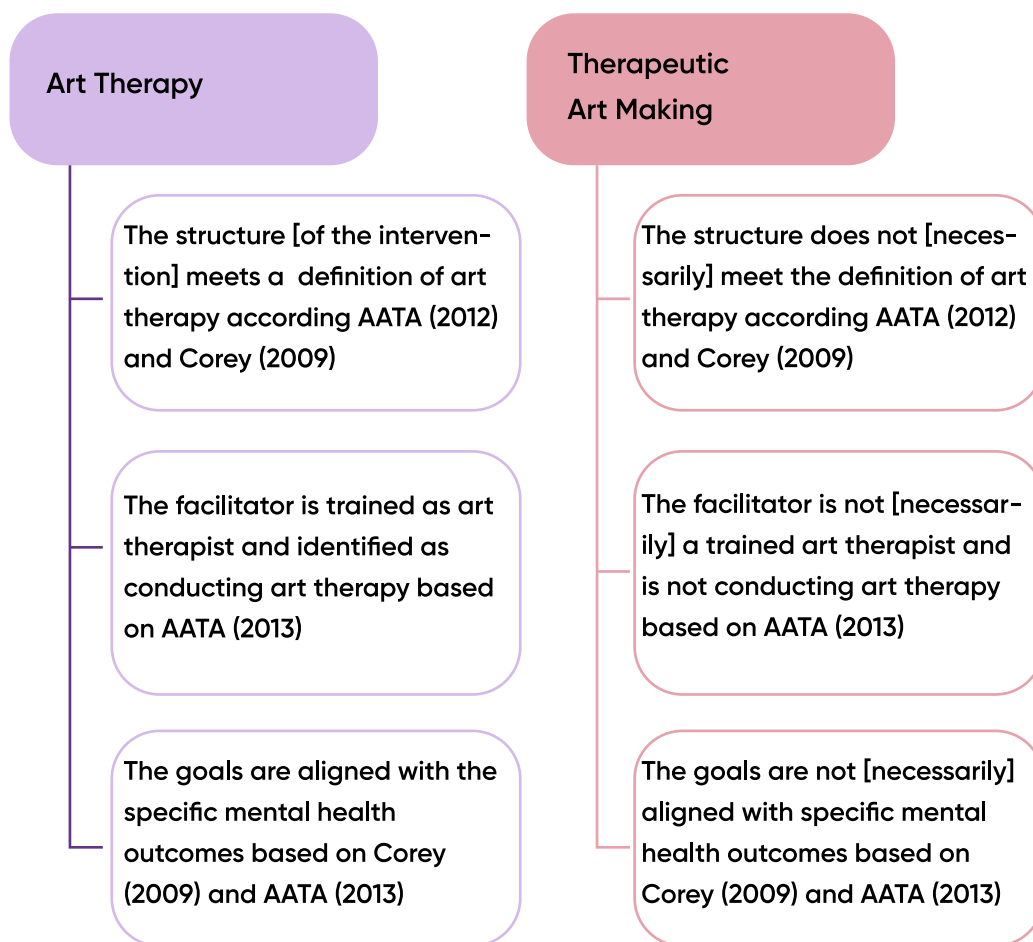 Art Therapy
The structure [of the interven-
tion] meets a  definition of art
therapy according AATA (2012)
and Corey (2009)
The facilitator is trained as art
therapist and identified as
conducting art therapy based
on AATA (2013)
The goals are aligned with the
specific mental health
outcomes based on Corey
(2009) and AATA (2013)
Therapeutic
Art Making
The structure does not [neces-
sarily] meet the definition of art
therapy according AATA (2012)
and Corey (2009)
The facilitator is not [necessar-
ily] a trained art therapist and
is not conducting art therapy
based on AATA (2013)
The goals are not [necessarily]
aligned with specific mental
health outcomes based on
Corey (2009) and AATA (2013)